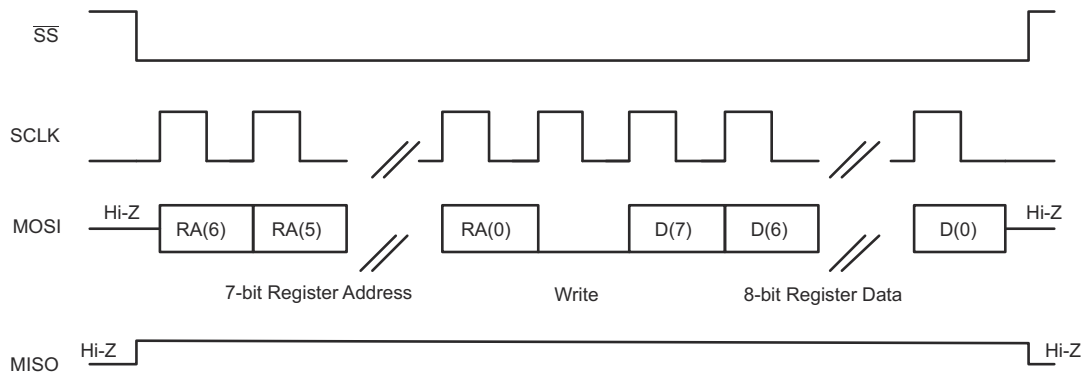 SS
SCLK
Hi-Z
Hi-Z
MOSI
RA(6)
RA(5)
RA(0)
D(7)
D(6)
D(0)
7-bit Register Address
Write
8-bit Register Data
Hi-Z
Hi-Z
MISO